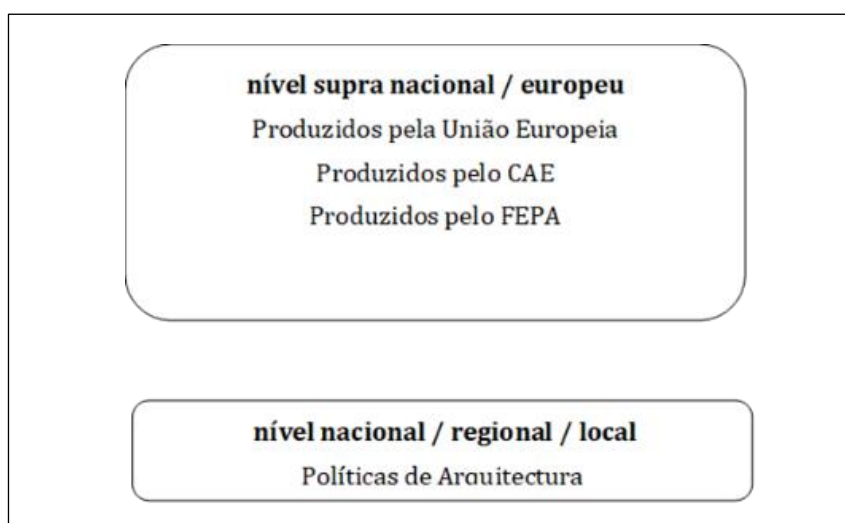 nível supra nacional / europeu
Produzidos pela União Europeia
Produzidos pelo CAE
Produzidos pelo FEPA
nível nacional / regional / local
Políticas de Arquitectura